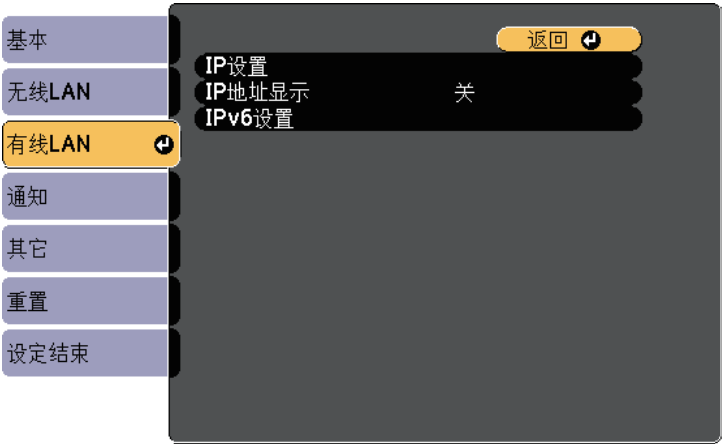 基本
无线LAN
有线LAN
通知
其它
重置
设定结束
返回
IP设置
IP地址显示 关
IPv6设置